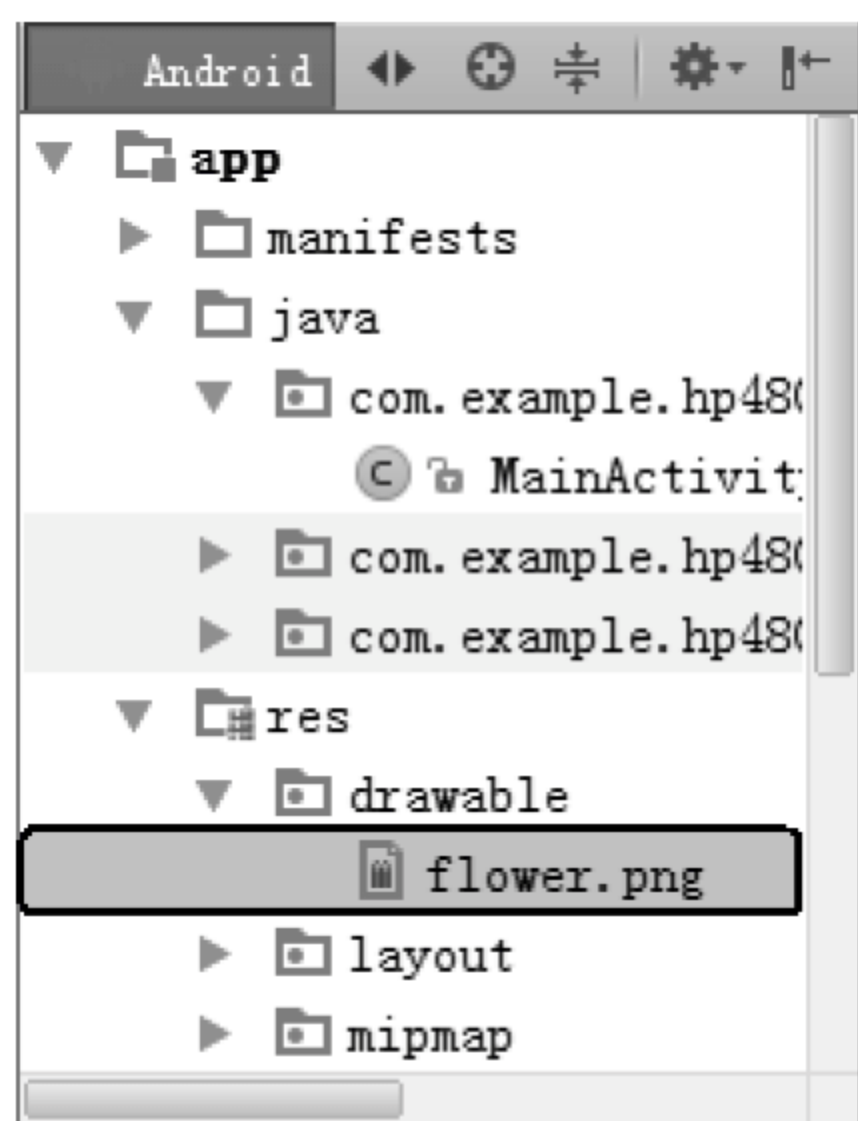 Android
app
manifests
java
com.example.hp480
MainActivity
com.example.hp480
com.example.hp480
res
drawable
flower.png
layout
mipmap